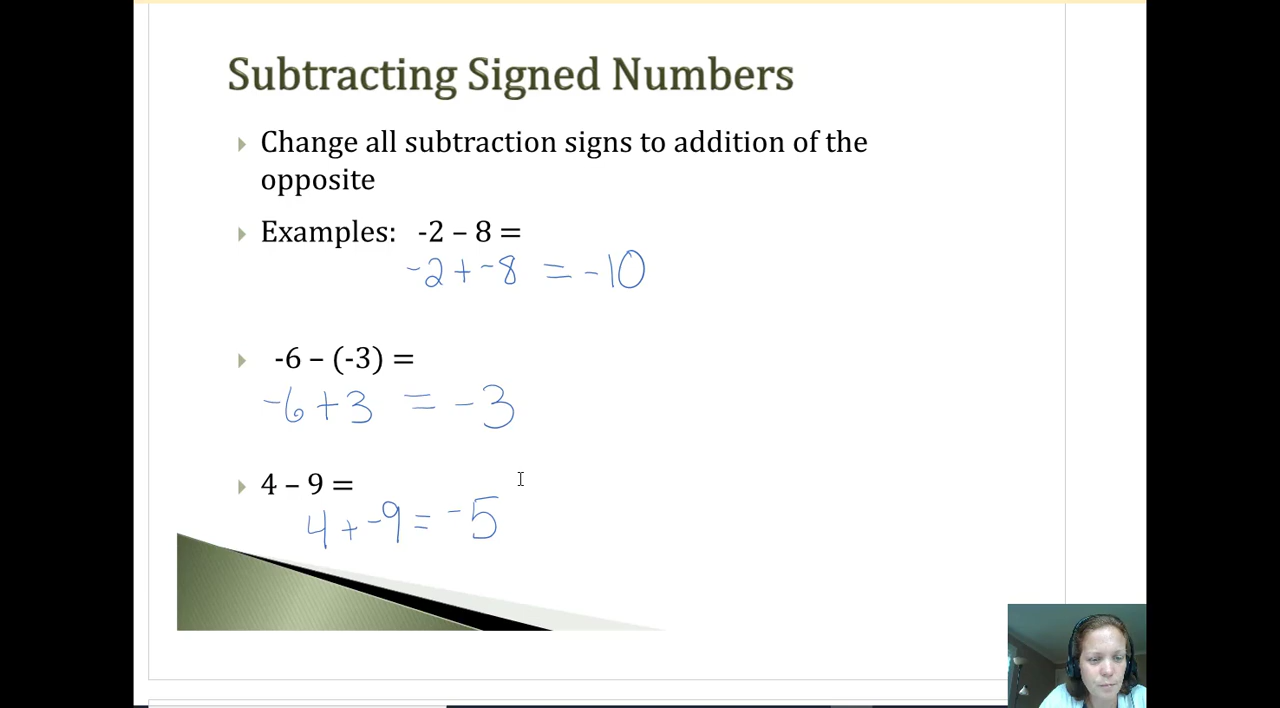 Subtracting Signed Numbers
Change all subtraction signs to addition of the
opposite
Examples: -2 – 8 =
-2 + -8 = -10
-6 – (-3) =
-6 + 3 = -3
4 – 9 =
4 + -9 = -5